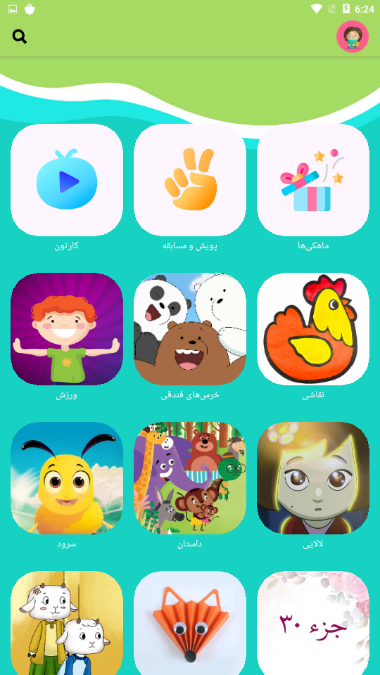 6:24
ماهکی‌ها
پویش و مسابقه
کارتون
نقاشی
خرس‌های فندقی
ورزش
لالایی
داستان
سرود
جزء ۳۰